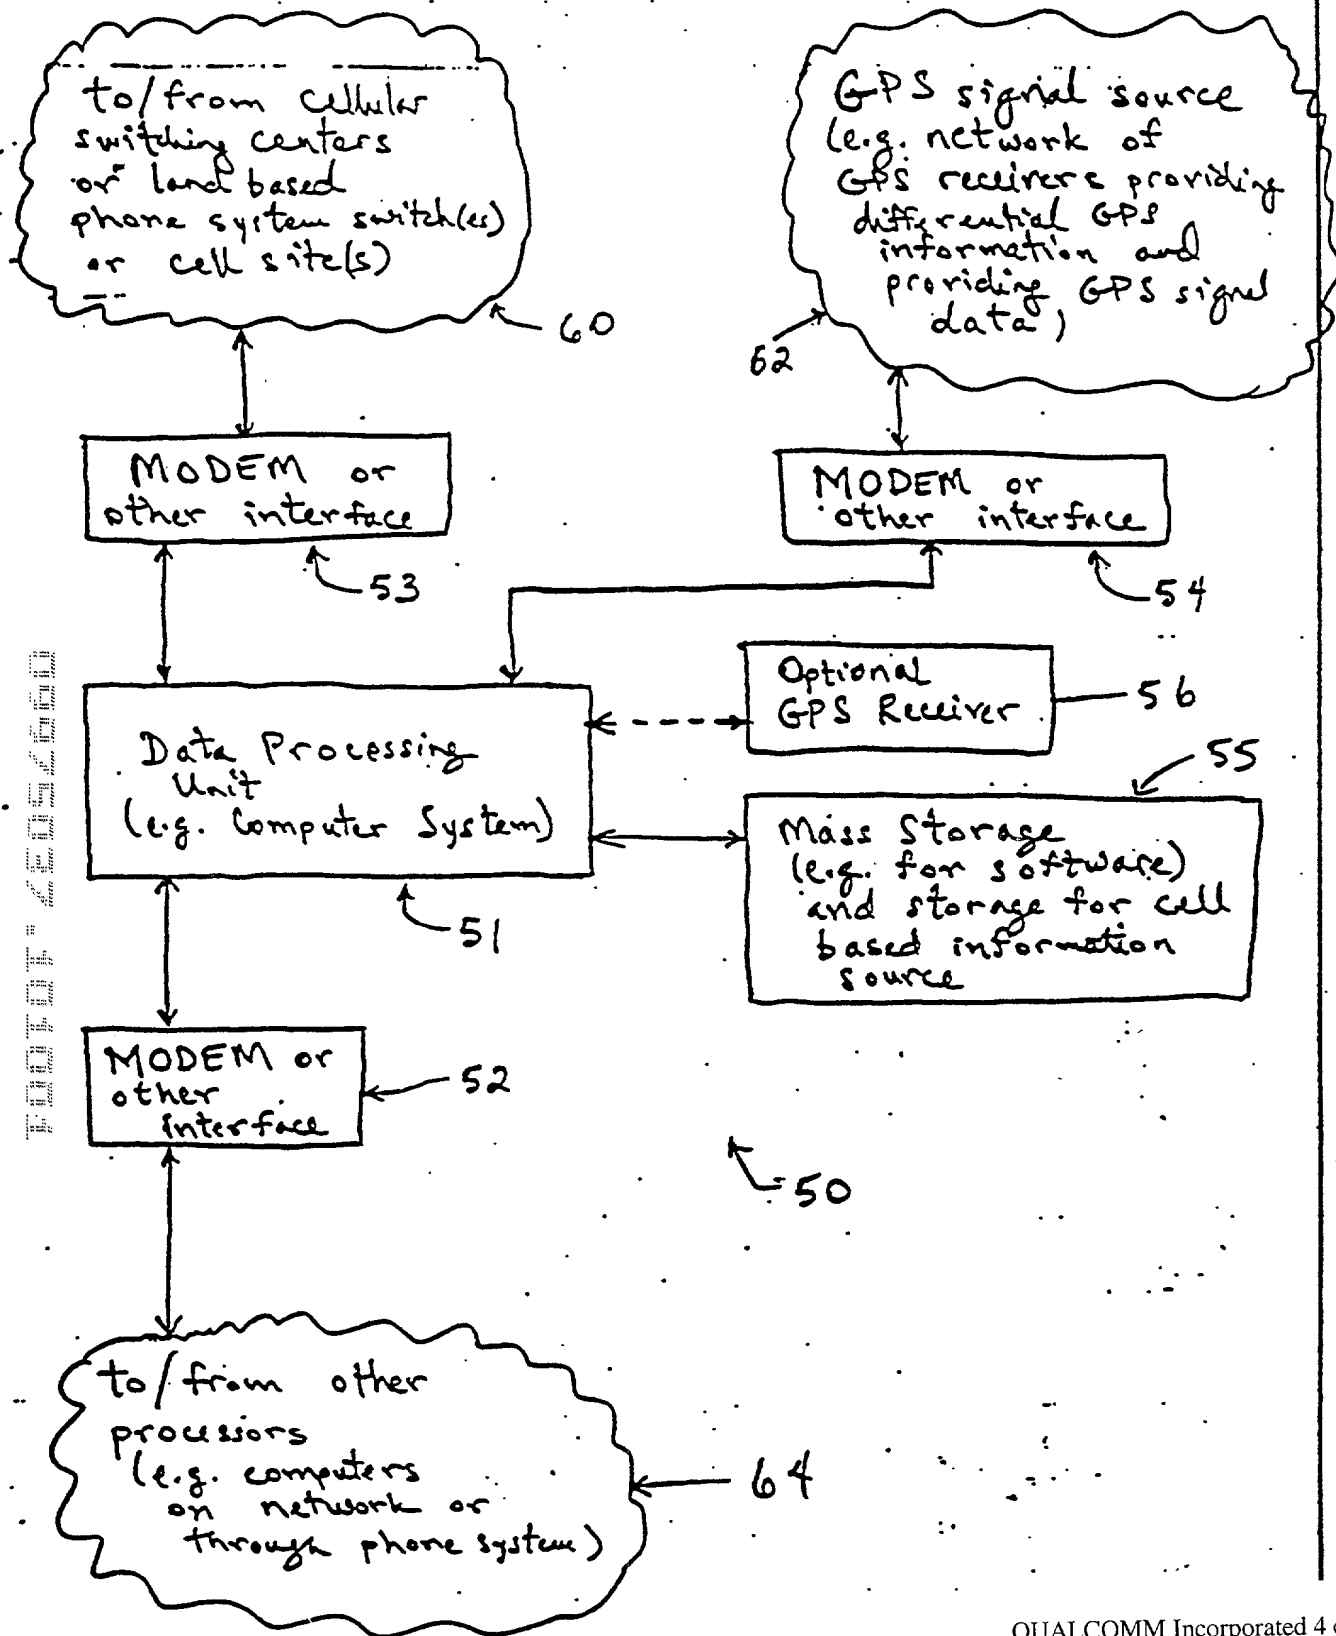 to/from cellular
switching centers
or land based
phone system switch(es)
or cell site(s)
60
GPS signal source
(e.g. network of
GPS receivers providing
differential GPS
information and
providing GPS signal
data)
62
MODEM or
other interface
53
MODEM or
other interface
54
Optional
GPS Receiver
56
Data Processing
Unit
(e.g. Computer System)
51
55
Mass Storage
(e.g. for software)
and storage for cell
based information
source
MODEM or
other
interface
52
50
to/from other
processors
(e.g. computers
on network or
through phone system)
64
QUALCOMM Incorporated 4